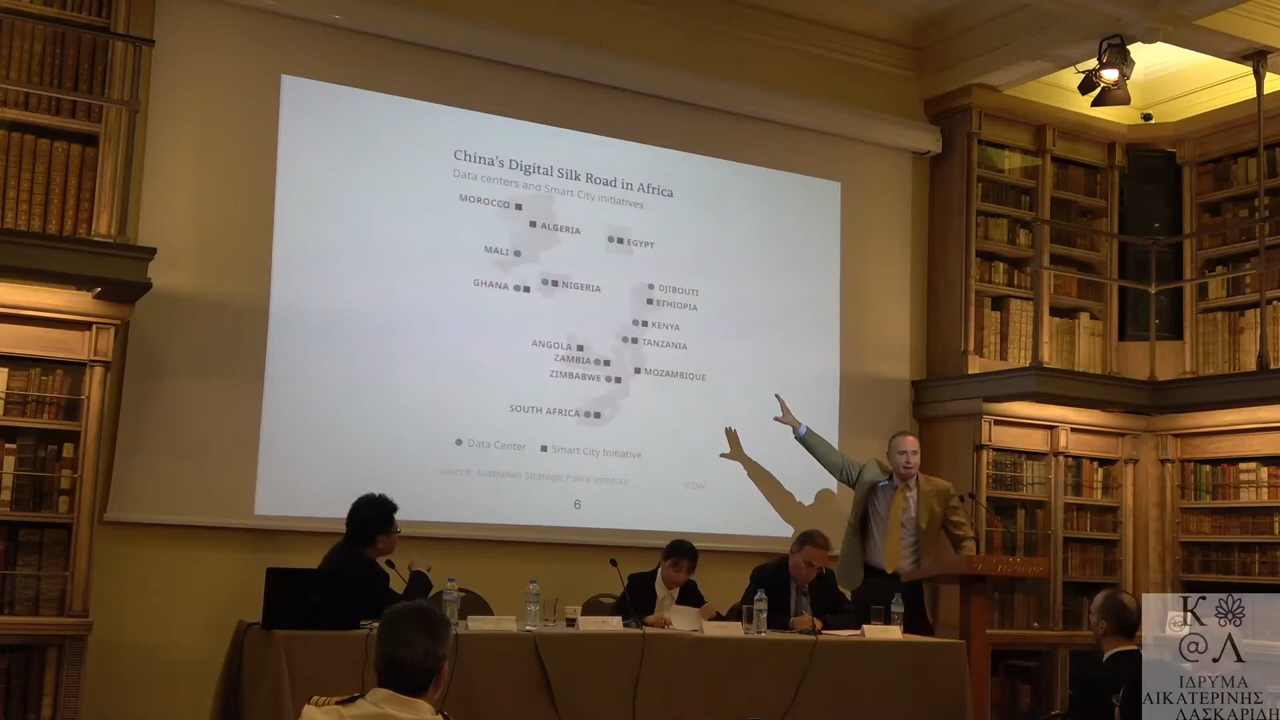 China's Digital Silk Road in Africa
Data centers and Smart City initiatives
MOROCCO
ALGERIA
EGYPT
MALI
GHANA
NIGERIA
DJIBOUTI
ETHIOPIA
KENYA
TANZANIA
ANGOLA
ZAMBIA
ZIMBABWE
MOZAMBIQUE
SOUTH AFRICA
Data Center Smart City Initiative
Source: Australian Strategic Policy Institute ©DW
6
Κ
@ Λ
ΙΔΡΥΜΑ
ΑΙΚΑΤΕΡΙΝΗΣ
ΛΑΣΚΑΡΙΔΗ